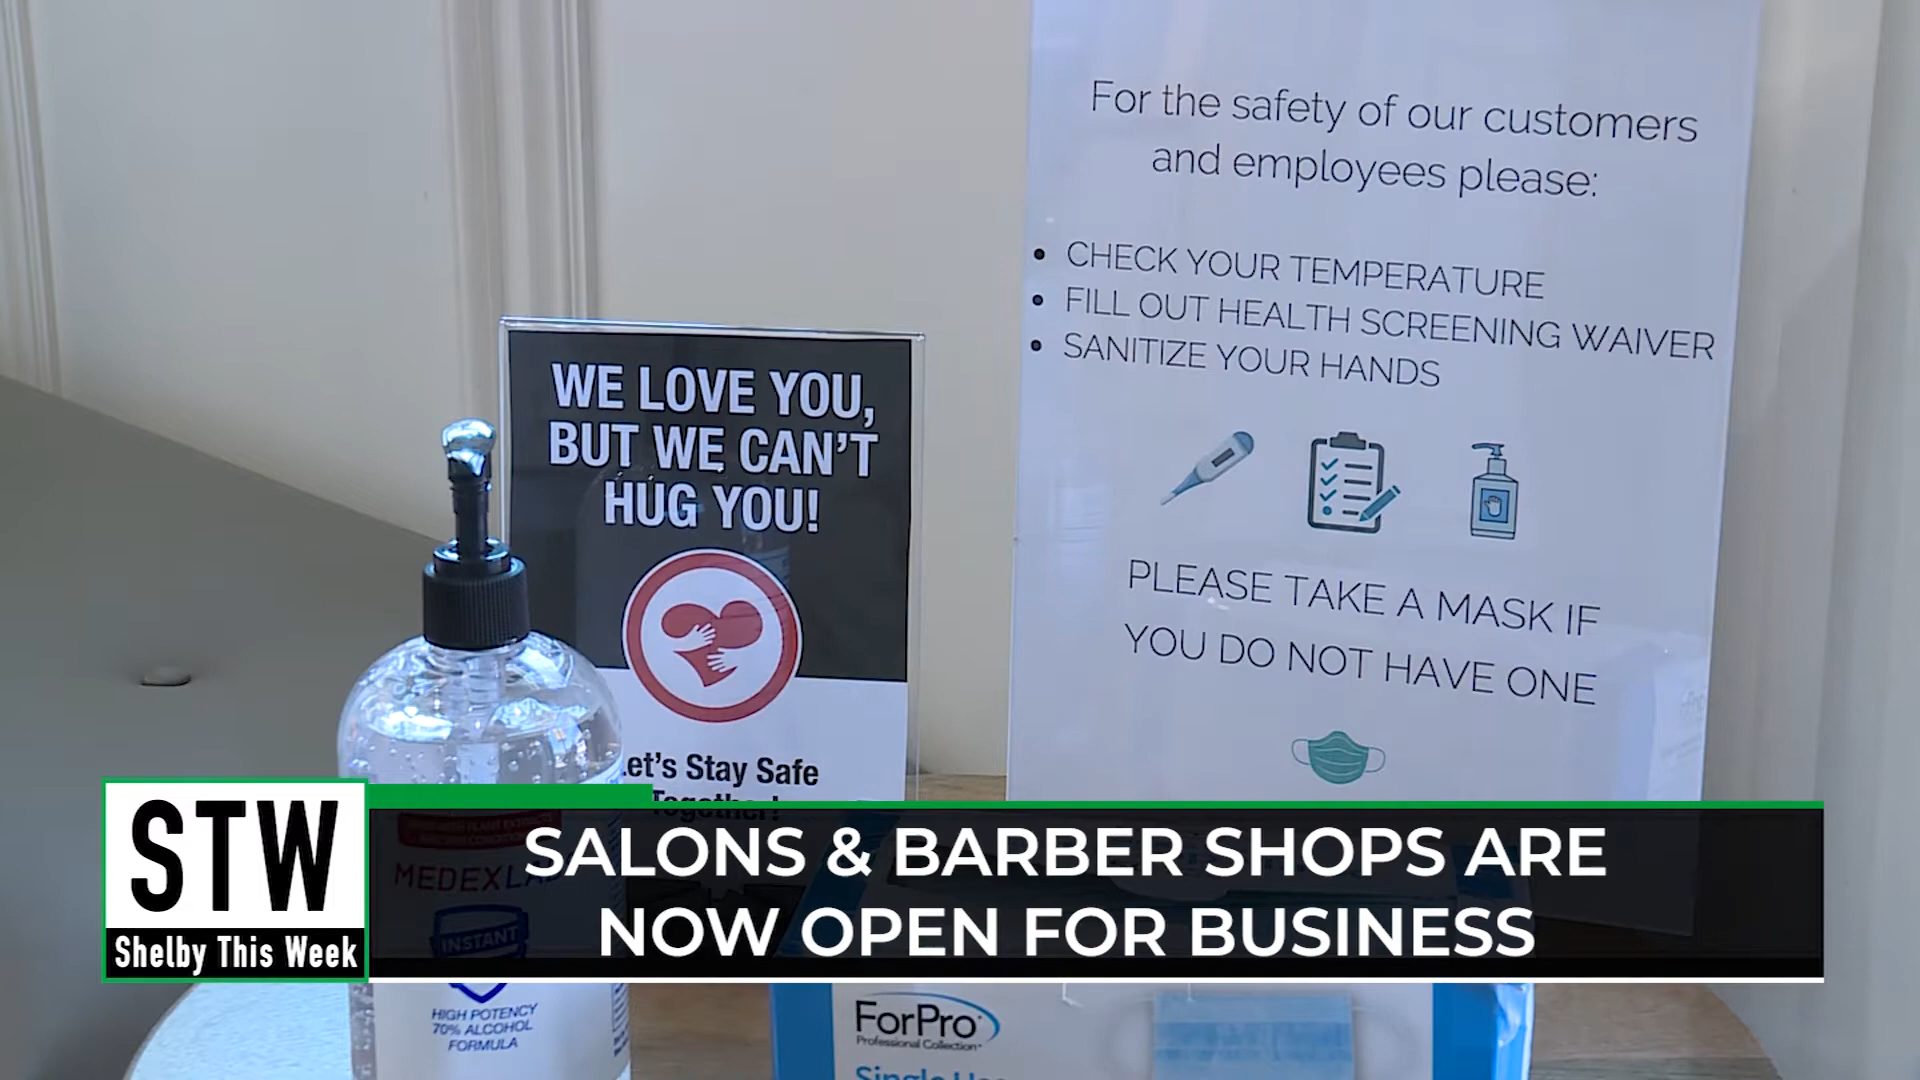 For the safety of our customers
and employees please:
• CHECK YOUR TEMPERATURE
• FILL OUT HEALTH SCREENING WAIVER
• SANITIZE YOUR HANDS
PLEASE TAKE A MASK IF
YOU DO NOT HAVE ONE
WE LOVE YOU,
BUT WE CAN'T
HUG YOU!
Let's Stay Safe
Together!
STW
Shelby This Week
SALONS & BARBER SHOPS ARE
NOW OPEN FOR BUSINESS
MEDEXLA
INSTANT
HIGH POTENCY
70% ALCOHOL
FORMULA
ForPro
Professional Collection
Single